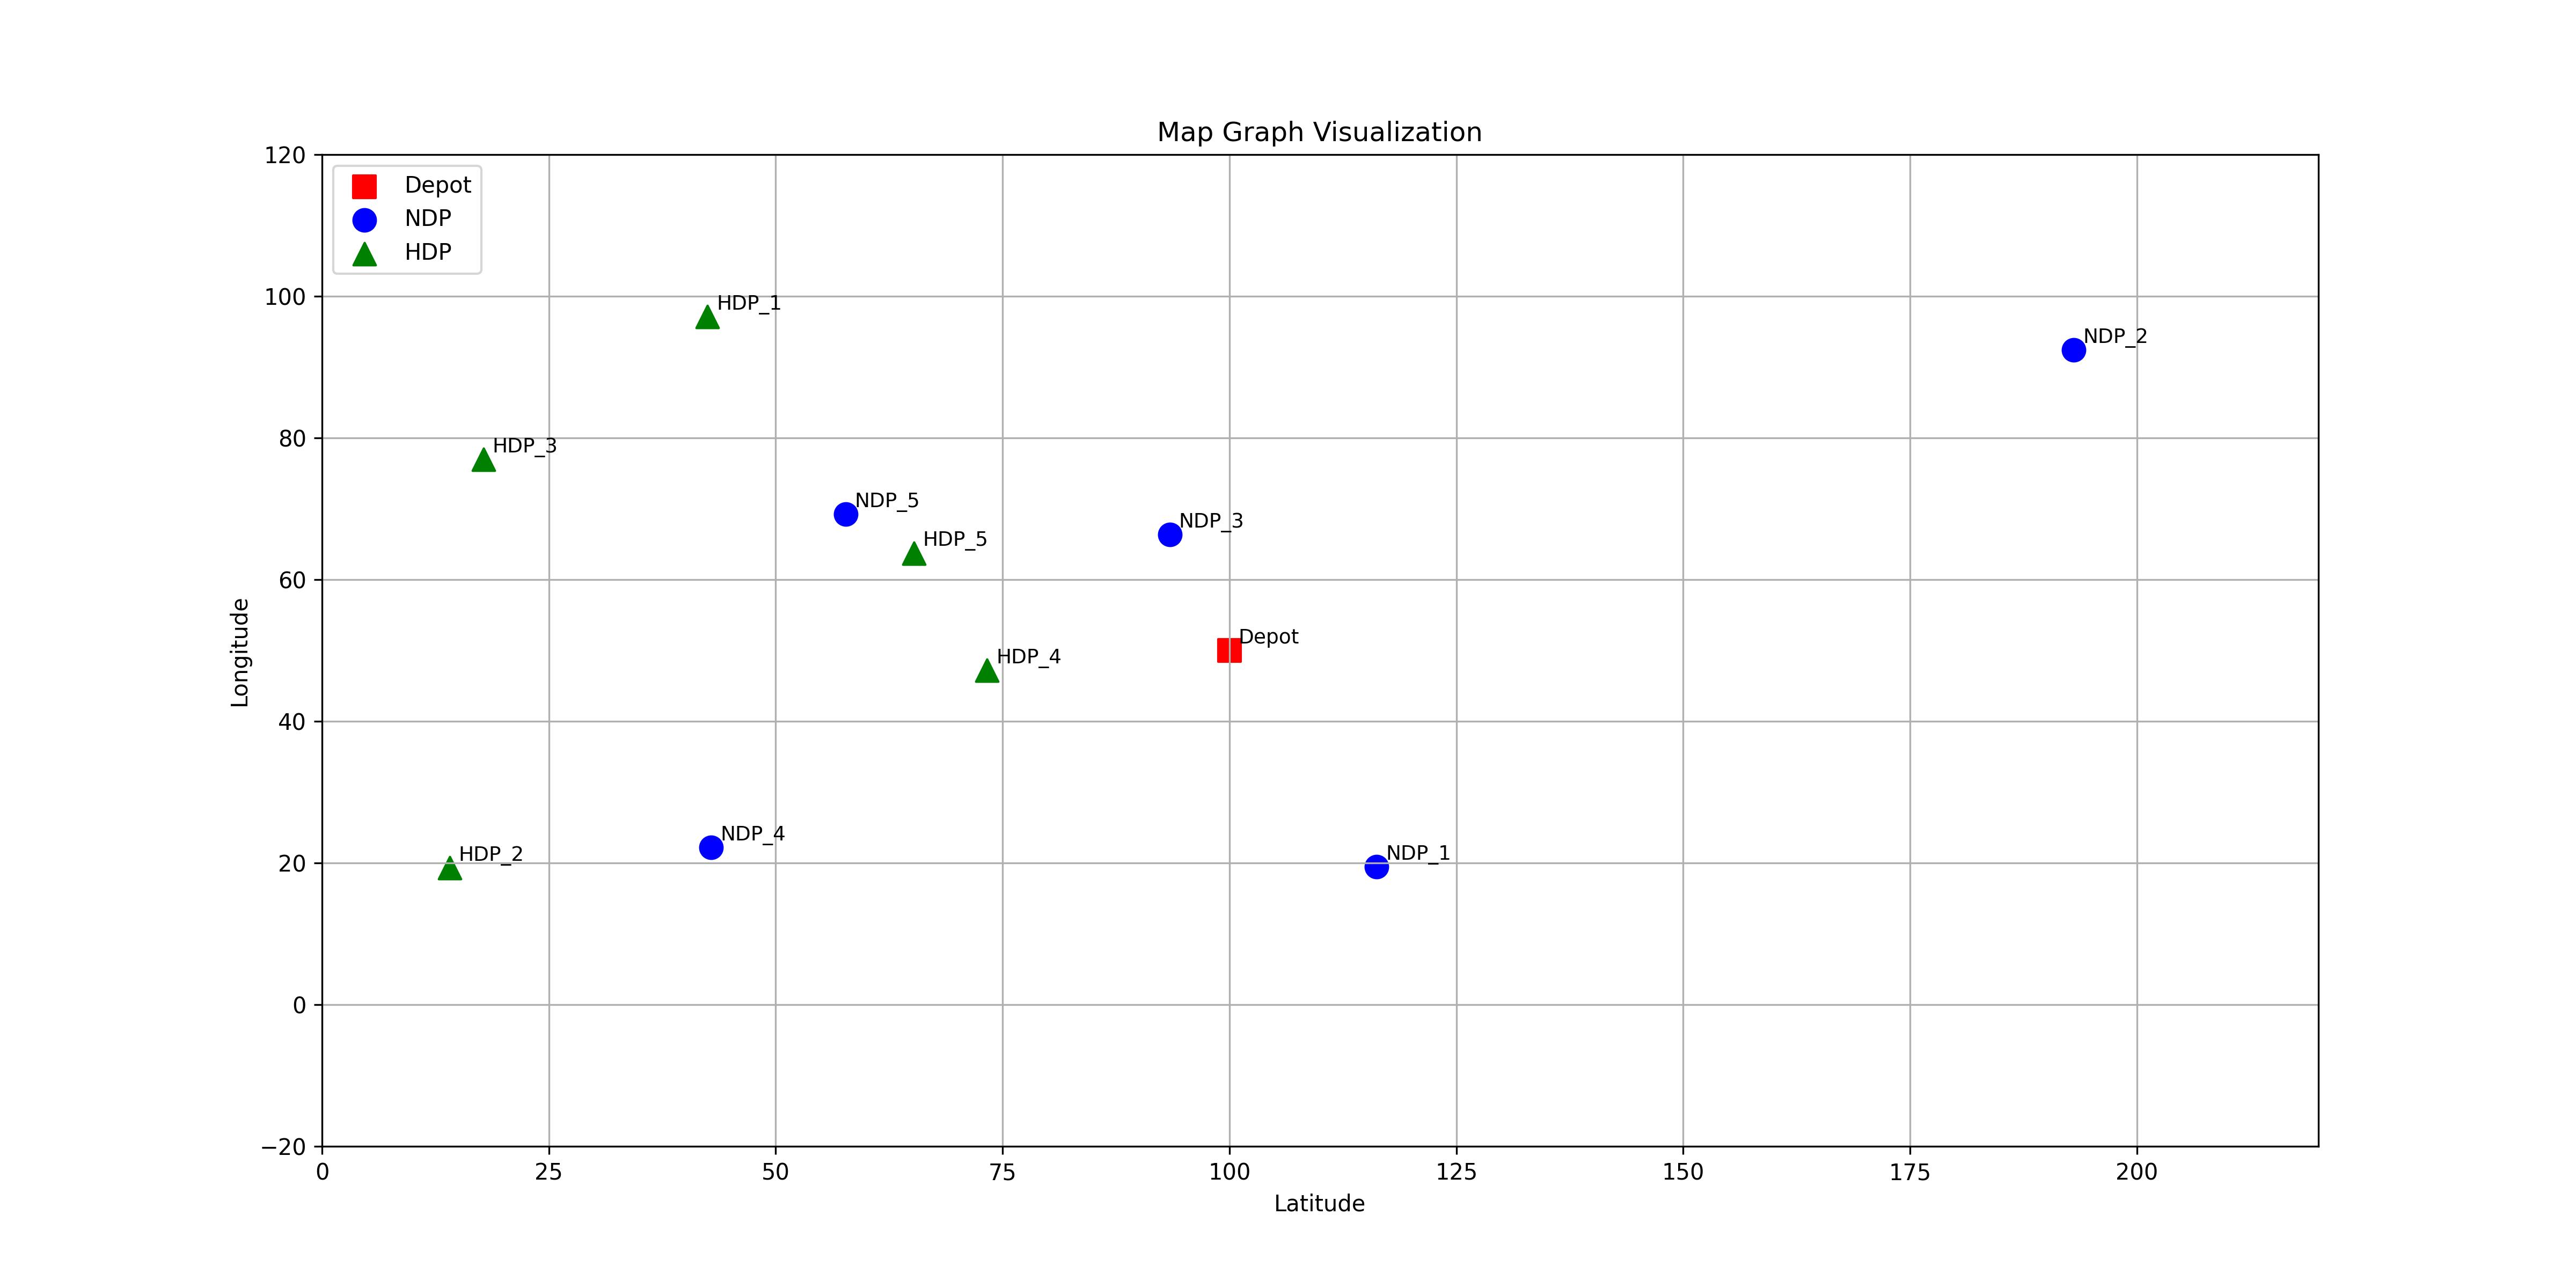 Map Graph Visualization
120
100
80
60
40
20
0
−20
Longitude
Depot
NDP
HDP
HDP_1
NDP_2
HDP_3
NDP_5
NDP_3
HDP_5
Depot
HDP_4
NDP_4
HDP_2
NDP_1
0 25 50 75 100 125 150 175 200
Latitude